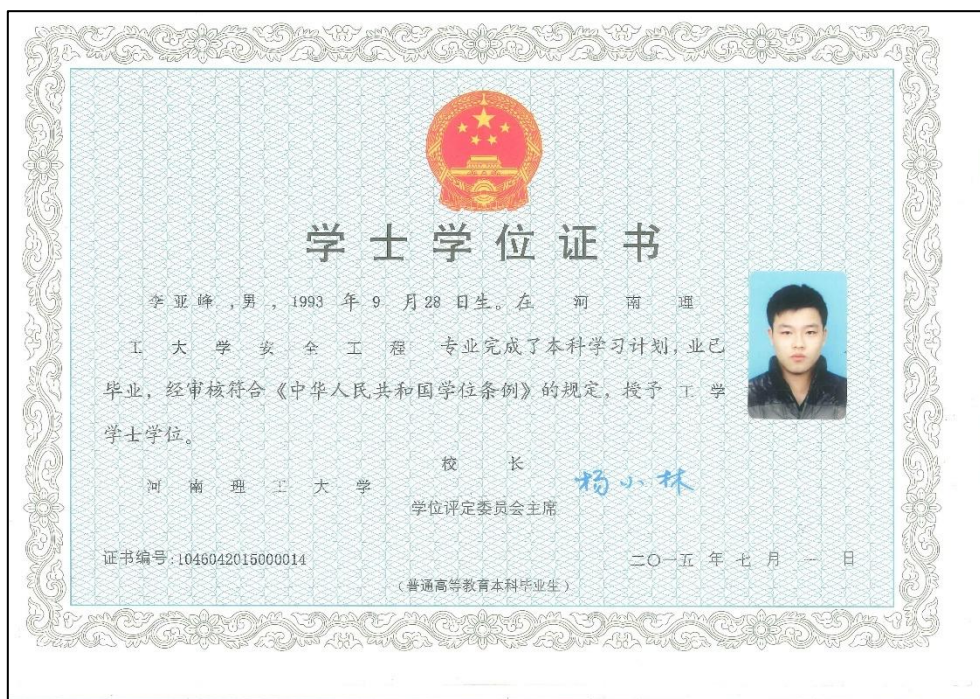 学士学位证书
李亚峰,男,1993 年 9 月28 日生。在 河 南 理
工 大 学 安 全 工 程 专业完成了本科学习计划,业已
毕业,经审核符合《中华人民共和国学位条例》的规定,授予 工 学
学士学位。
河 南 理 工 大 学
校 长
学位评定委员会主席
杨小林
证书编号:1046042015000014
二〇一五 年 七 月 一 日
(普通高等教育本科毕业生)